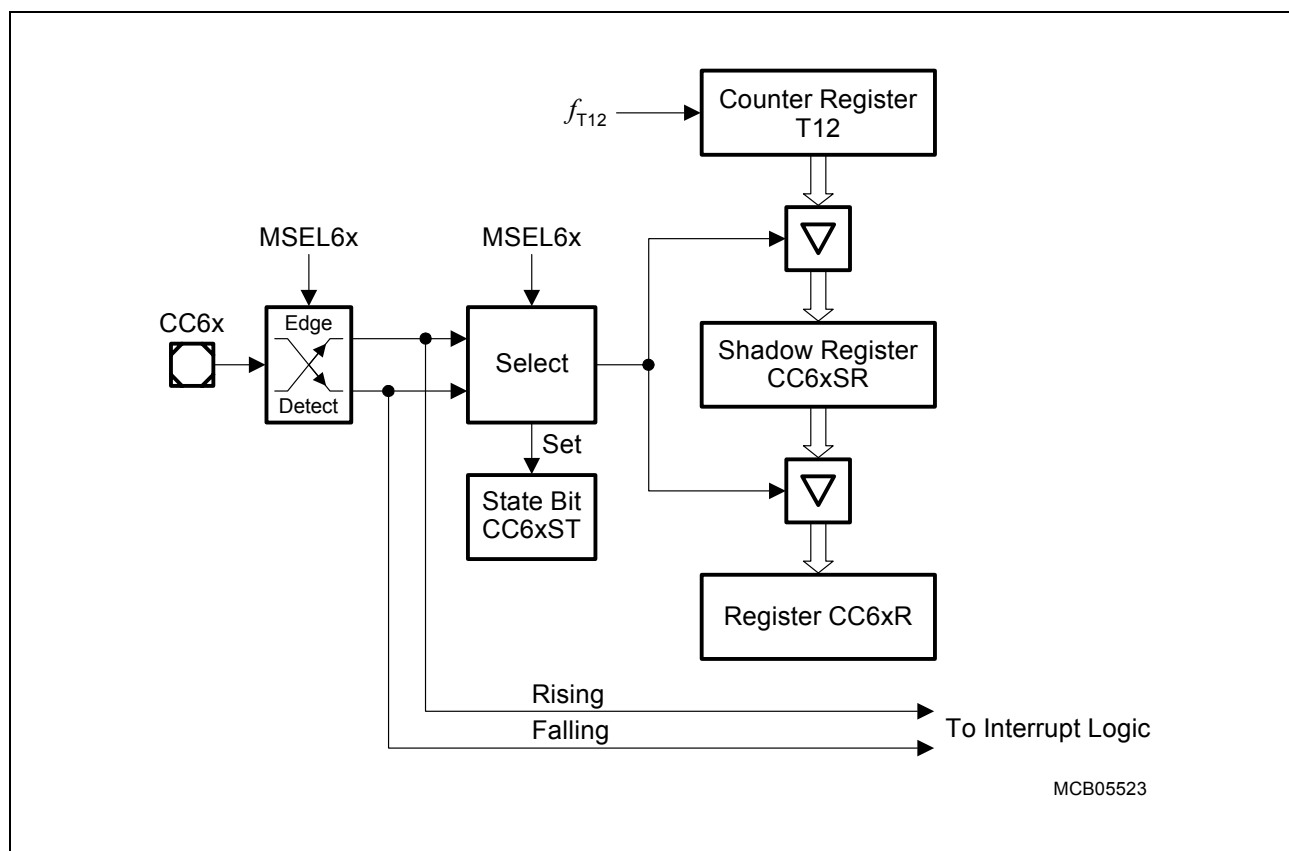 Counter Register
T12
fT12
MSEL6x
MSEL6x
CC6x
Edge
Detect
Select
Shadow Register
CC6xSR
Set
State Bit
CC6xST
Register CC6xR
Rising
Falling
To Interrupt Logic
MCB05523